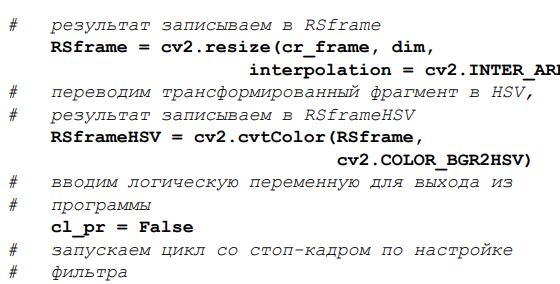 # результат записываем в RSframe
RSframe = cv2.resize(cr_frame, dim,
interpolation = cv2.INTER_ARE
# переводим трансформированный фрагмент в HSV,
# результат записываем в RSframeHSV
RSframeHSV = cv2.cvtColor(RSframe,
cv2.COLOR_BGR2HSV)
# вводим логическую переменную для выхода из
# программы
cl_pr = False
# запускаем цикл со стоп-кадром по настройке
# фильтра